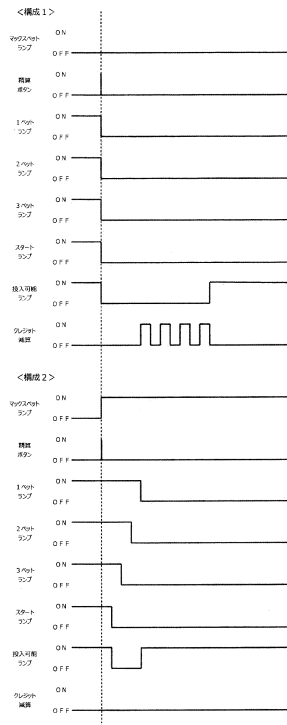 ＜構成１＞
マックスベット
ランプ
ON
OFF
精算
ボタン
ON
OFF
1ベット
ランプ
ON
OFF
2ベット
ランプ
ON
OFF
3ベット
ランプ
ON
OFF
スタート
ランプ
ON
OFF
投入可能
ランプ
ON
OFF
クレジット
減算
ON
OFF
＜構成２＞
マックスベット
ランプ
ON
OFF
精算
ボタン
ON
OFF
1ベット
ランプ
ON
OFF
2ベット
ランプ
ON
OFF
3ベット
ランプ
ON
OFF
スタート
ランプ
ON
OFF
投入可能
ランプ
ON
OFF
クレジット
減算
ON
OFF